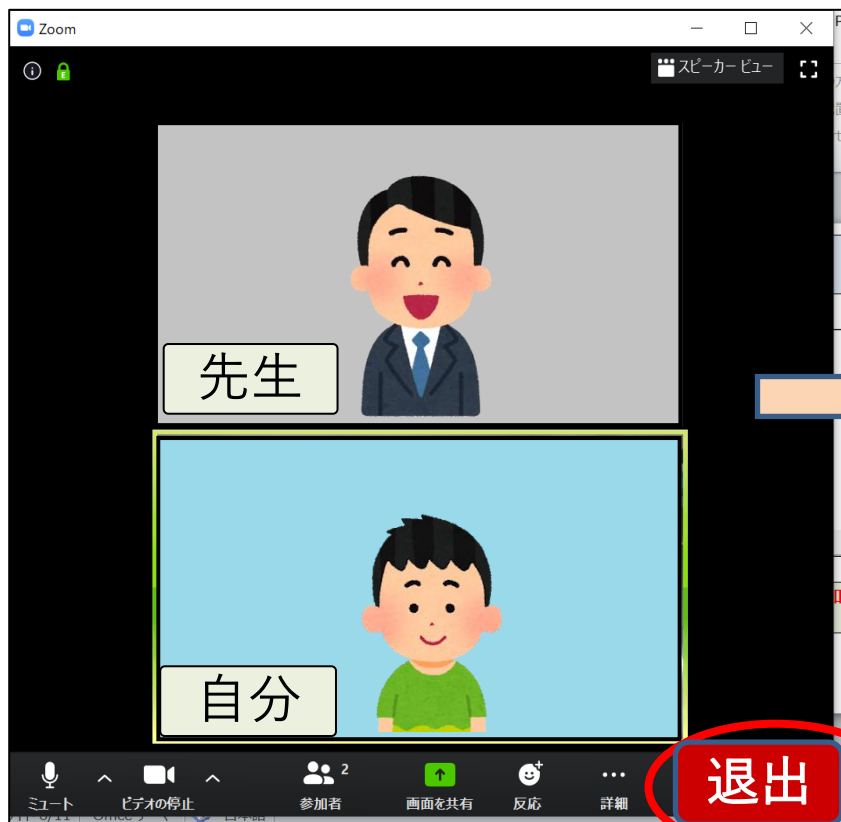 Zoom
スピーカー ビュー
先生
自分
2
ミュート
ビデオの停止
参加者
画面を共有
反応
詳細
退出